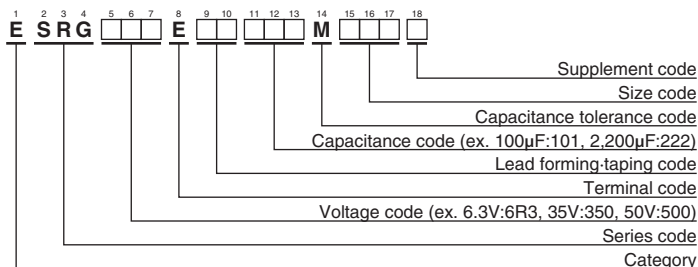 1 2 3 4 5 6 7 8 9 10 11 12 13 14 15 16 17 18
E SRG E M
Supplement code
Size code
Capacitance tolerance code
Capacitance code (ex. 100µF:101, 2,200µF:222)
Lead forming·taping code
Terminal code
Voltage code (ex. 6.3V:6R3, 35V:350, 50V:500)
Series code
Category